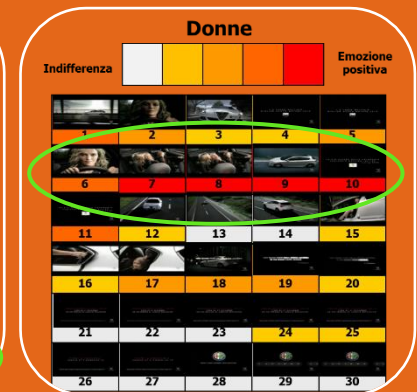 Donne
Indifferenza
Emozione
positiva
1 2 3 4 5
6 7 8 9 10
11 12 13 14 15
16 17 18 19 20
21 22 23 24 25
26 27 28 29 30